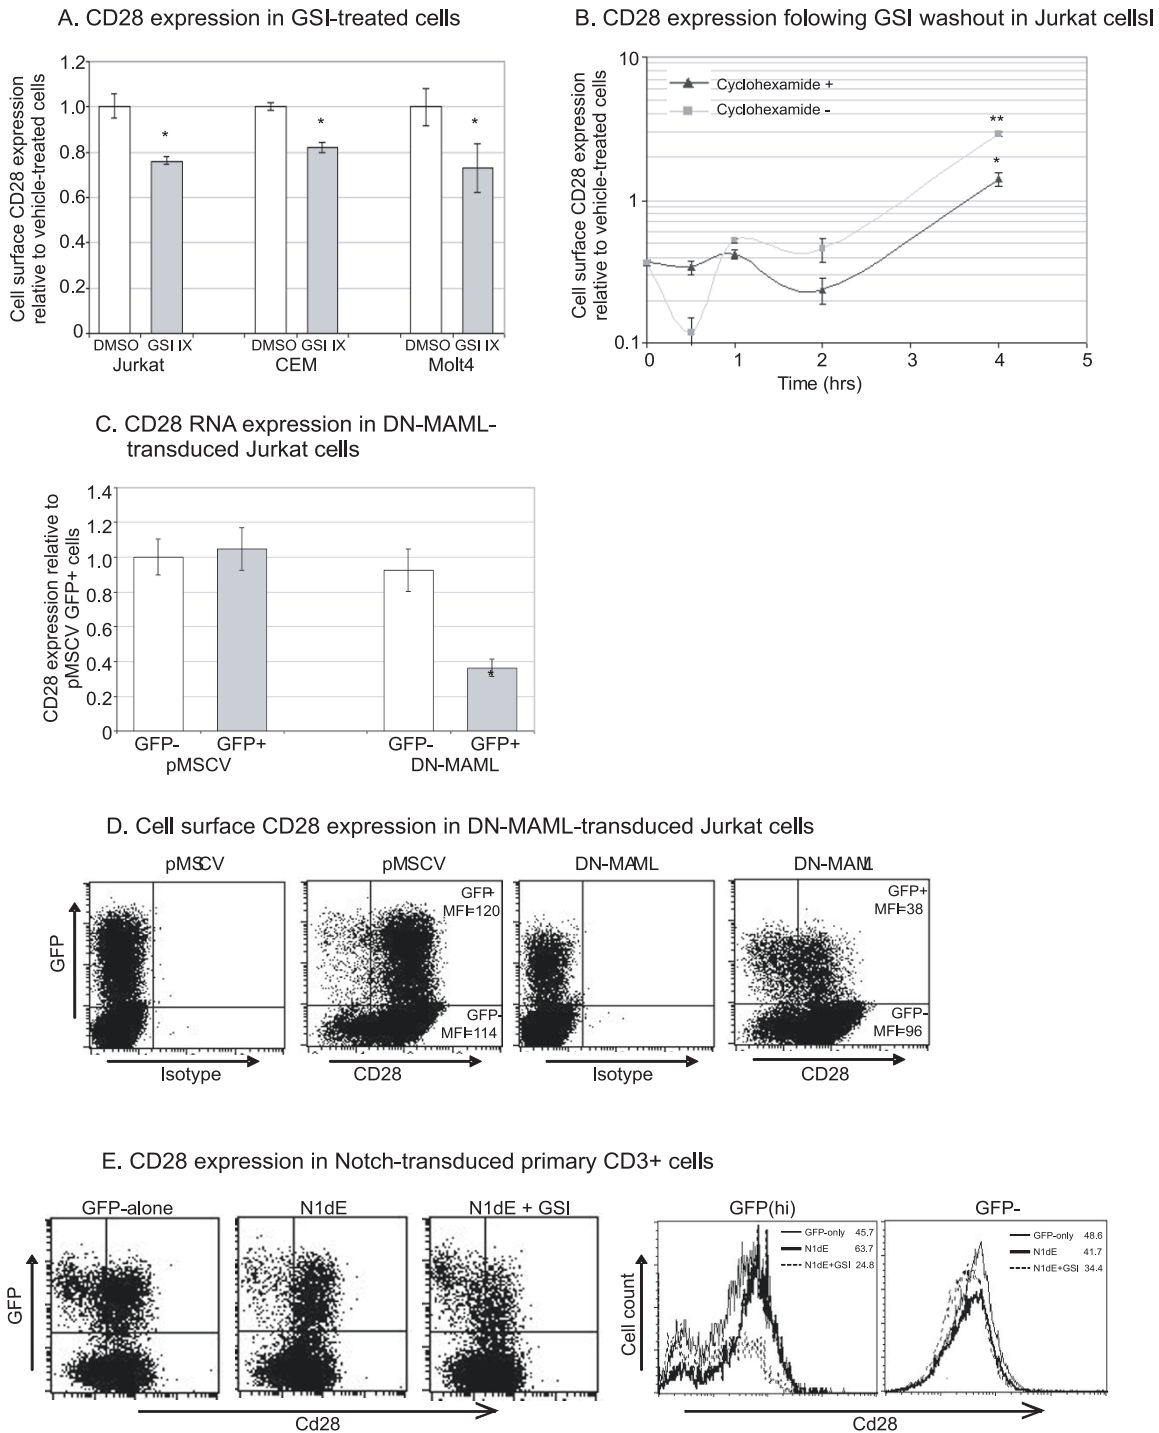 A. CD28 expression in GSI-treated cells
Cell surface CD28 expression
relative to vehicle-treated cells
1.2
1.0
0.8
0.6
0.4
0.2
0
*
*
*
DMSO GSI IX DMSO GSI IX DMSO GSI IX
Jurkat CEM Molt4
B. CD28 expression folowing GSI washout in Jurkat cellsl
Cell surface CD28 expression
relative to vehicle-treated cells
10
1
0.1
Cyclohexamide +
Cyclohexamide -
**
*
0 1 2 3 4 5
Time (hrs)
C. CD28 RNA expression in DN-MAML-
transduced Jurkat cells
CD28 expression relative to
pMSCV GFP+ cells
1.4
1.2
1.0
0.8
0.6
0.4
0.2
0
*
GFP- GFP+ GFP- GFP+
pMSCV DN-MAML
D. Cell surface CD28 expression in DN-MAML-transduced Jurkat cells
pMSCV pMSCV DN-MAML DN-MAML
GFP
GFP+
MFI=120
GFP-
MFI=114
GFP+
MFI=38
GFP-
MFI=96
Isotype CD28 Isotype CD28
E. CD28 expression in Notch-transduced primary CD3+ cells
GFP-alone N1dE N1dE + GSI GFP(hi) GFP-
GFP
Cell count
GFP-only 45.7
N1dE 63.7
N1dE+GSI 24.8
GFP-only 48.6
N1dE 41.7
N1dE+GSI 34.4
Cd28 Cd28